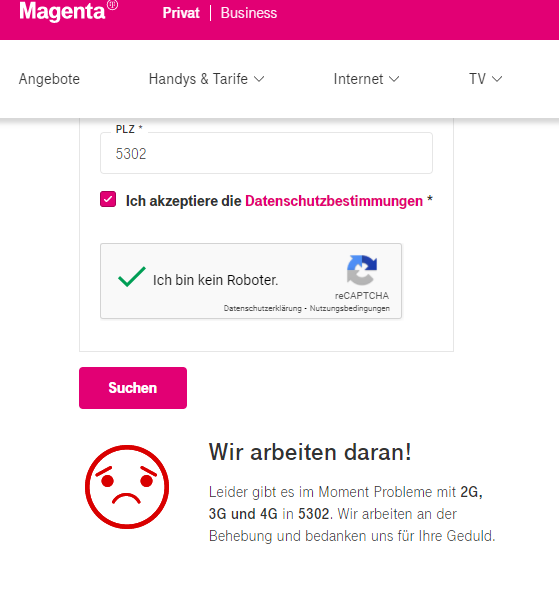 Magenta®
Privat | Business
Angebote Handys & Tarife Internet TV
PLZ *
5302
Ich akzeptiere die Datenschutzbestimmungen *
Ich bin kein Roboter.
reCAPTCHA
Datenschutzerklärung - Nutzungsbedingungen
Suchen
Wir arbeiten daran!
Leider gibt es im Moment Probleme mit 2G,
3G und 4G in 5302. Wir arbeiten an der
Behebung und bedanken uns für Ihre Geduld.